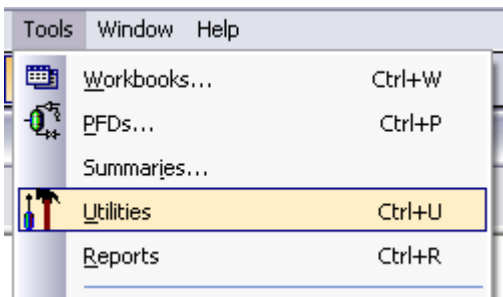 Tools Window Help
Workbooks... Ctrl+W
PFDs... Ctrl+P
Summaries...
Utilities Ctrl+U
Reports Ctrl+R